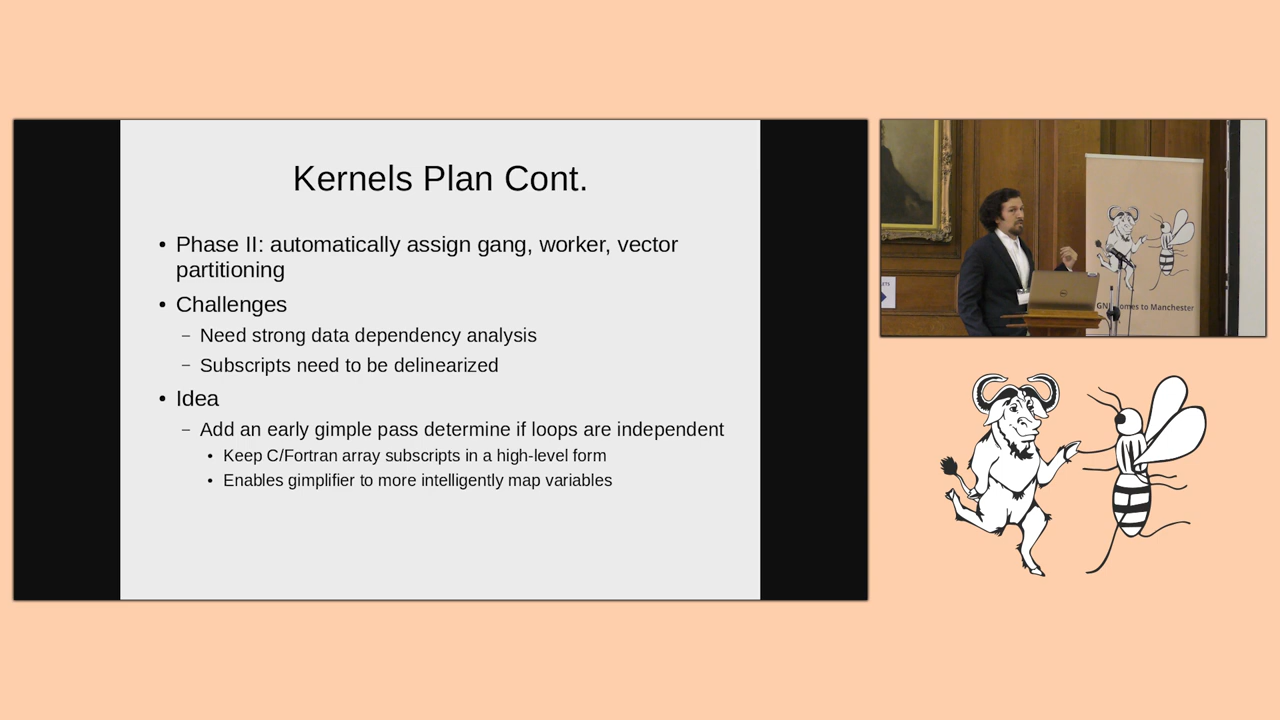 Kernels Plan Cont.
• Phase II: automatically assign gang, worker, vector
partitioning
• Challenges
– Need strong data dependency analysis
– Subscripts need to be delinearized
• Idea
– Add an early gimple pass determine if loops are independent
• Keep C/Fortran array subscripts in a high-level form
• Enables gimplifier to more intelligently map variables
comes to Manchester